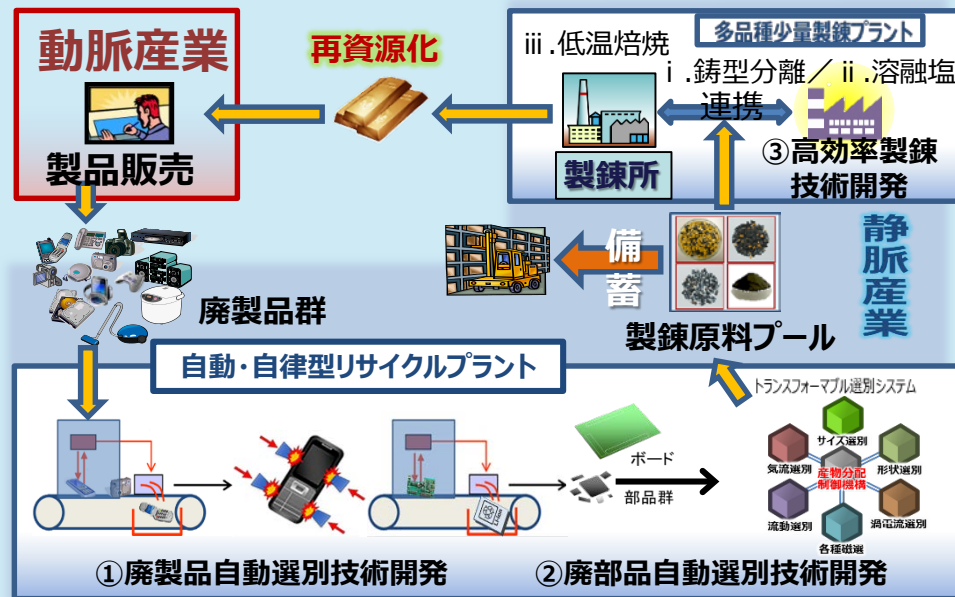 動脈産業
製品販売
再資源化
iii.低温焙焼
多品種少量製錬プラント
i.鋳型分離／ii.溶融塩
連携
製錬所
③高効率製錬
技術開発
静脈産業
備蓄
製錬原料プール
廃製品群
自動・自律型リサイクルプラント
トランスフォーマブル選別システム
サイズ選別
気流選別
形状選別
産物分配
制御機構
流動選別
渦電流選別
各種磁選
ボード
部品群
①廃製品自動選別技術開発
②廃部品自動選別技術開発